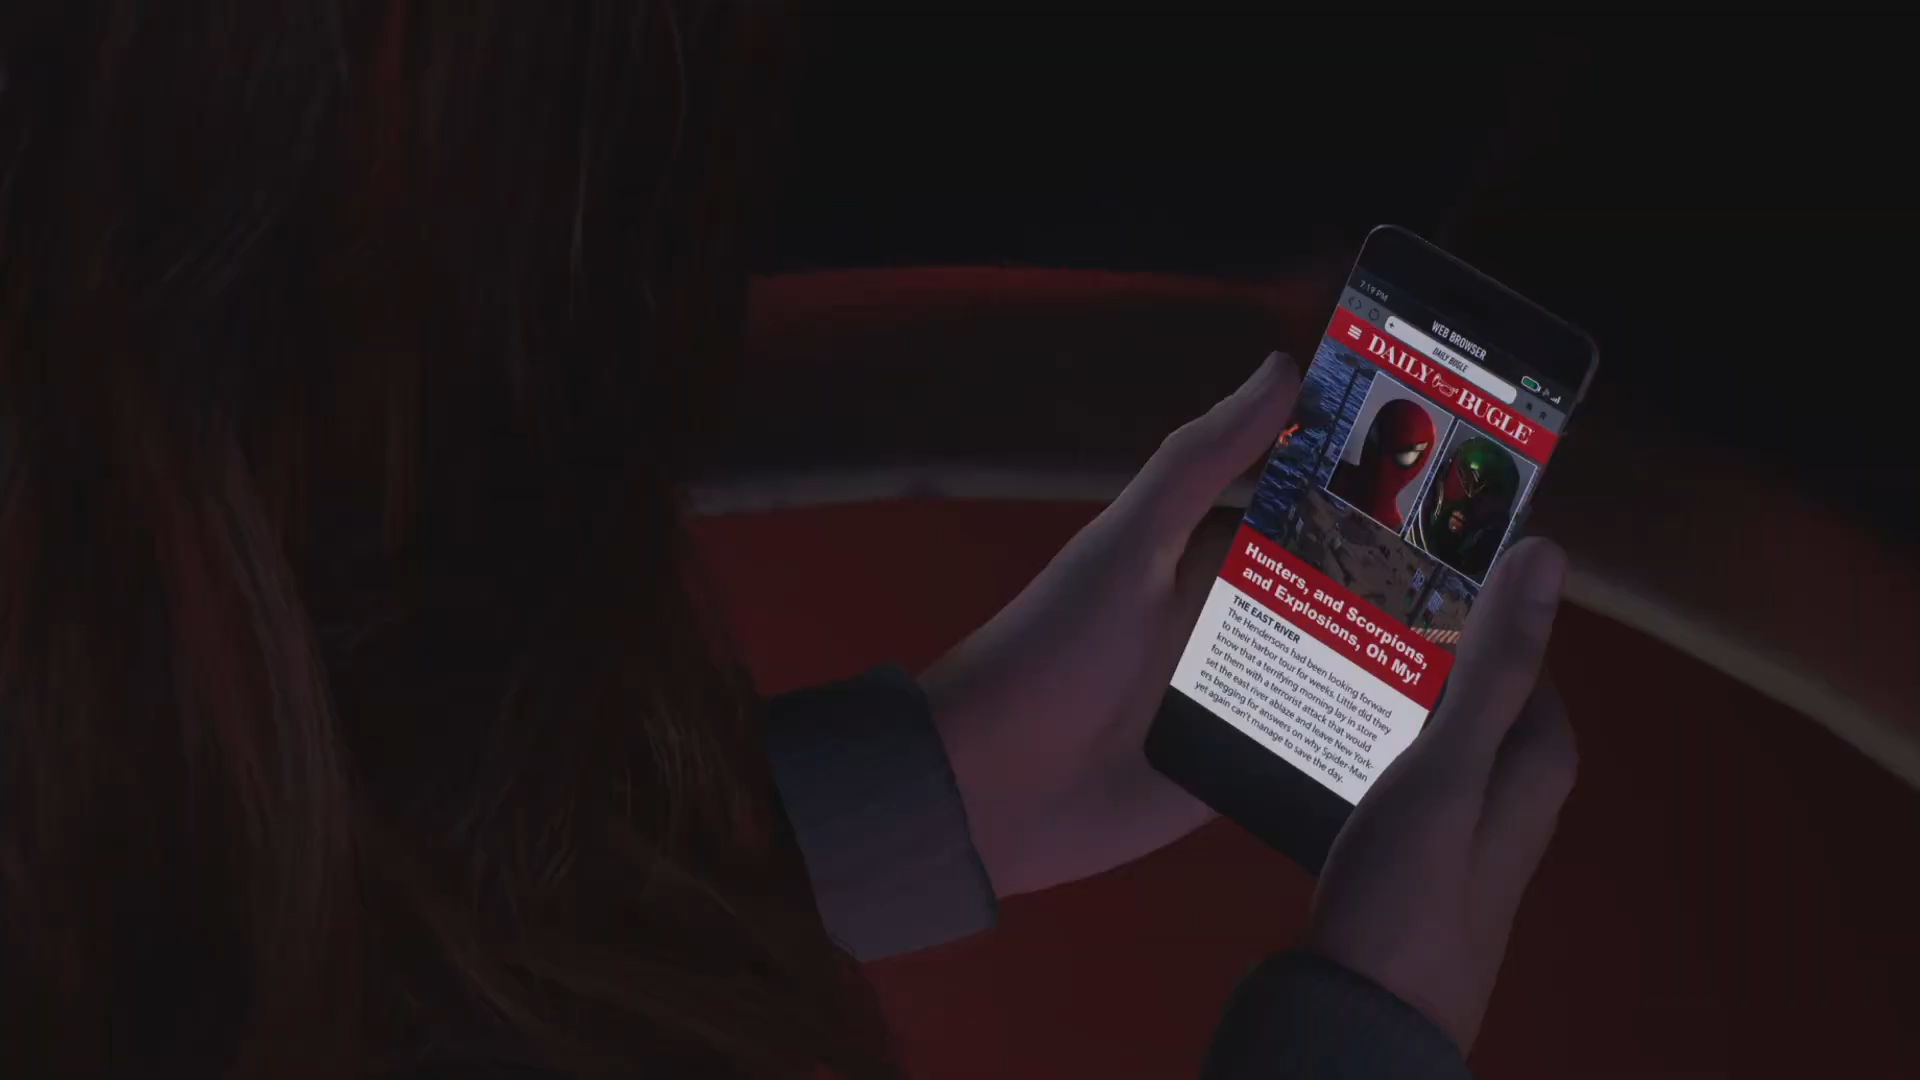 7:19 PM
WEB BROWSER
DAILY BUGLE
DAILY BUGLE
Hunters, and Scorpions,
and Explosions, Oh My!
THE EAST RIVER
The Hendersons had been looking forward
to their harbor tour for weeks. Little did they
know that a terrifying morning lay in store
for them with a terrorist attack that would
set the east river ablaze and leave New York-
ers begging for answers on why Spider-Man
yet again can't manage to save the day.